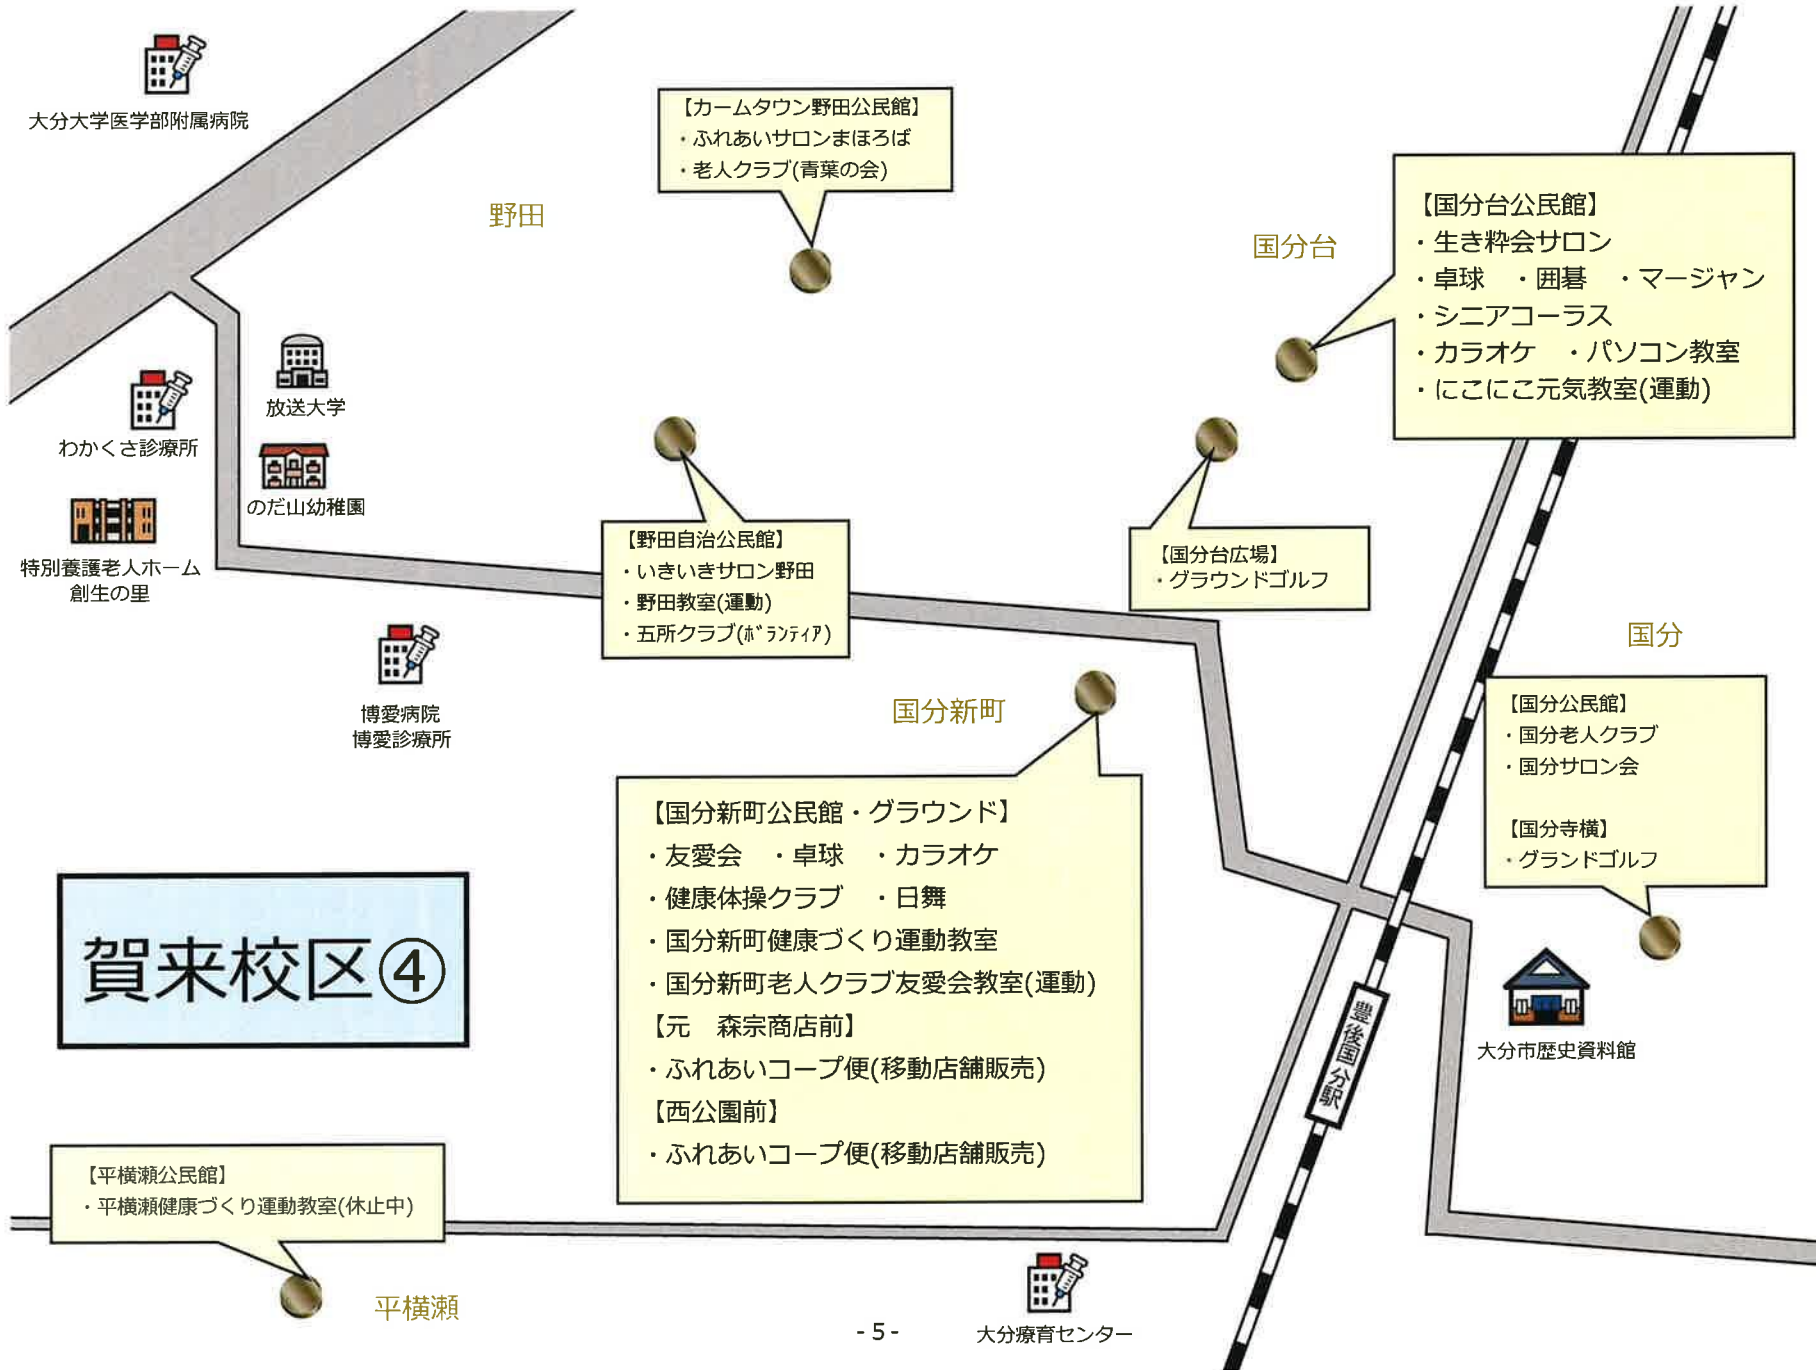 大分大学医学部附属病院
【カームタウン野田公民館】
・ふれあいサロンまほろば
・老人クラブ(青葉の会)
野田
国分台
【国分台公民館】
・生き粋会サロン
・卓球　・囲碁　・マージャン
・シニアコーラス
・カラオケ　・パソコン教室
・にこにこ元気教室(運動)
放送大学
わかくさ診療所
のだ山幼稚園
特別養護老人ホーム
創生の里
【野田自治公民館】
・いきいきサロン野田
・野田教室(運動)
・五所クラブ(ﾎﾞﾗﾝﾃｨｱ)
【国分台広場】
・グラウンドゴルフ
博愛病院
博愛診療所
国分新町
国分
【国分公民館】
・国分老人クラブ
・国分サロン会
【国分寺横】
・グランドゴルフ
【国分新町公民館・グラウンド】
・友愛会　・卓球　・カラオケ
・健康体操クラブ　・日舞
・国分新町健康づくり運動教室
・国分新町老人クラブ友愛会教室(運動)
【元　森宗商店前】
・ふれあいコープ便(移動店舗販売)
【西公園前】
・ふれあいコープ便(移動店舗販売)
賀来校区④
豊後国分駅
大分市歴史資料館
【平横瀬公民館】
・平横瀬健康づくり運動教室(休止中)
平横瀬
大分療育センター
- 5 -